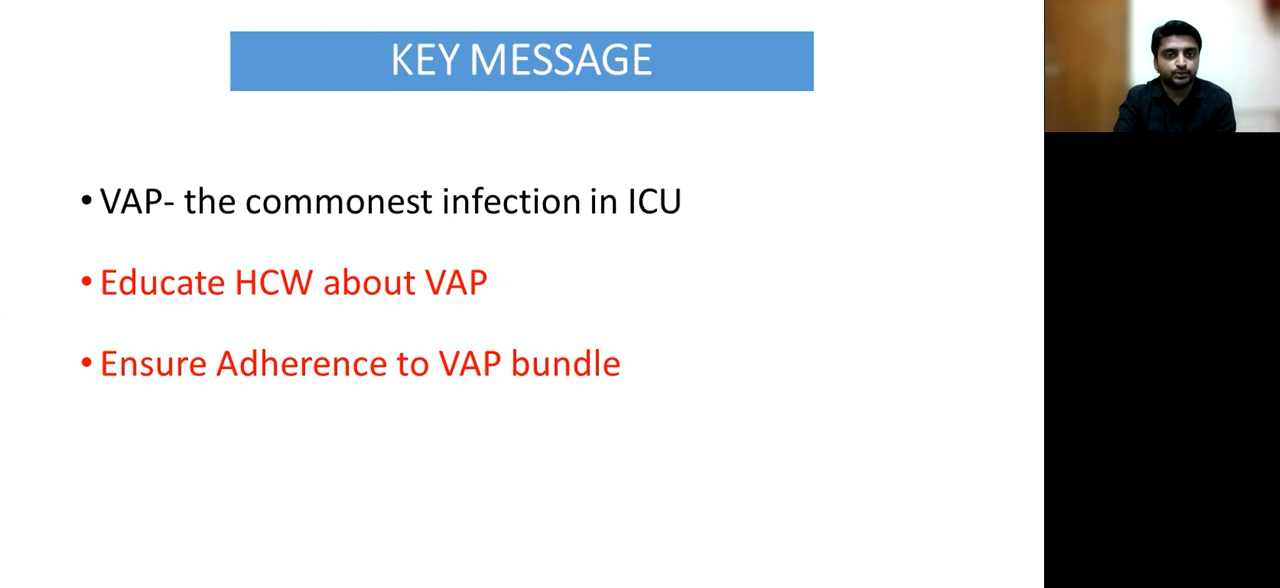 KEY MESSAGE
• VAP- the commonest infection in ICU
• Educate HCW about VAP
• Ensure Adherence to VAP bundle